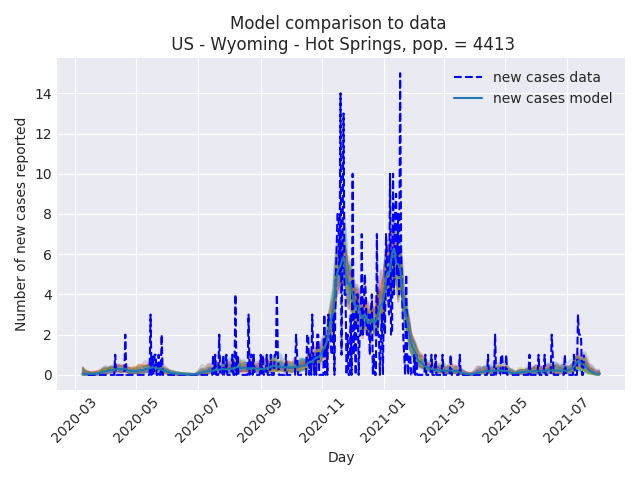 Model comparison to data
US - Wyoming - Hot Springs, pop. = 4413
new cases data
new cases model
Number of new cases reported
14
12
10
8
6
4
2
0
2020-03
2020-05
2020-07
2020-09
2020-11
2021-01
2021-03
2021-05
2021-07
Day